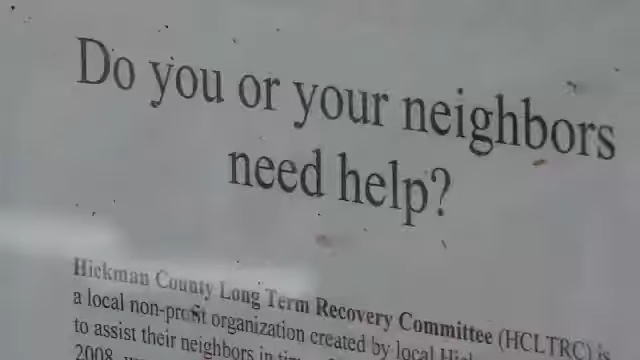 Do you or your neighbors
need help?
Hickman County Long Term Recovery Committee (HCLTRC) is
a local non-profit organization created by local
to assist their neighbors in
2008,